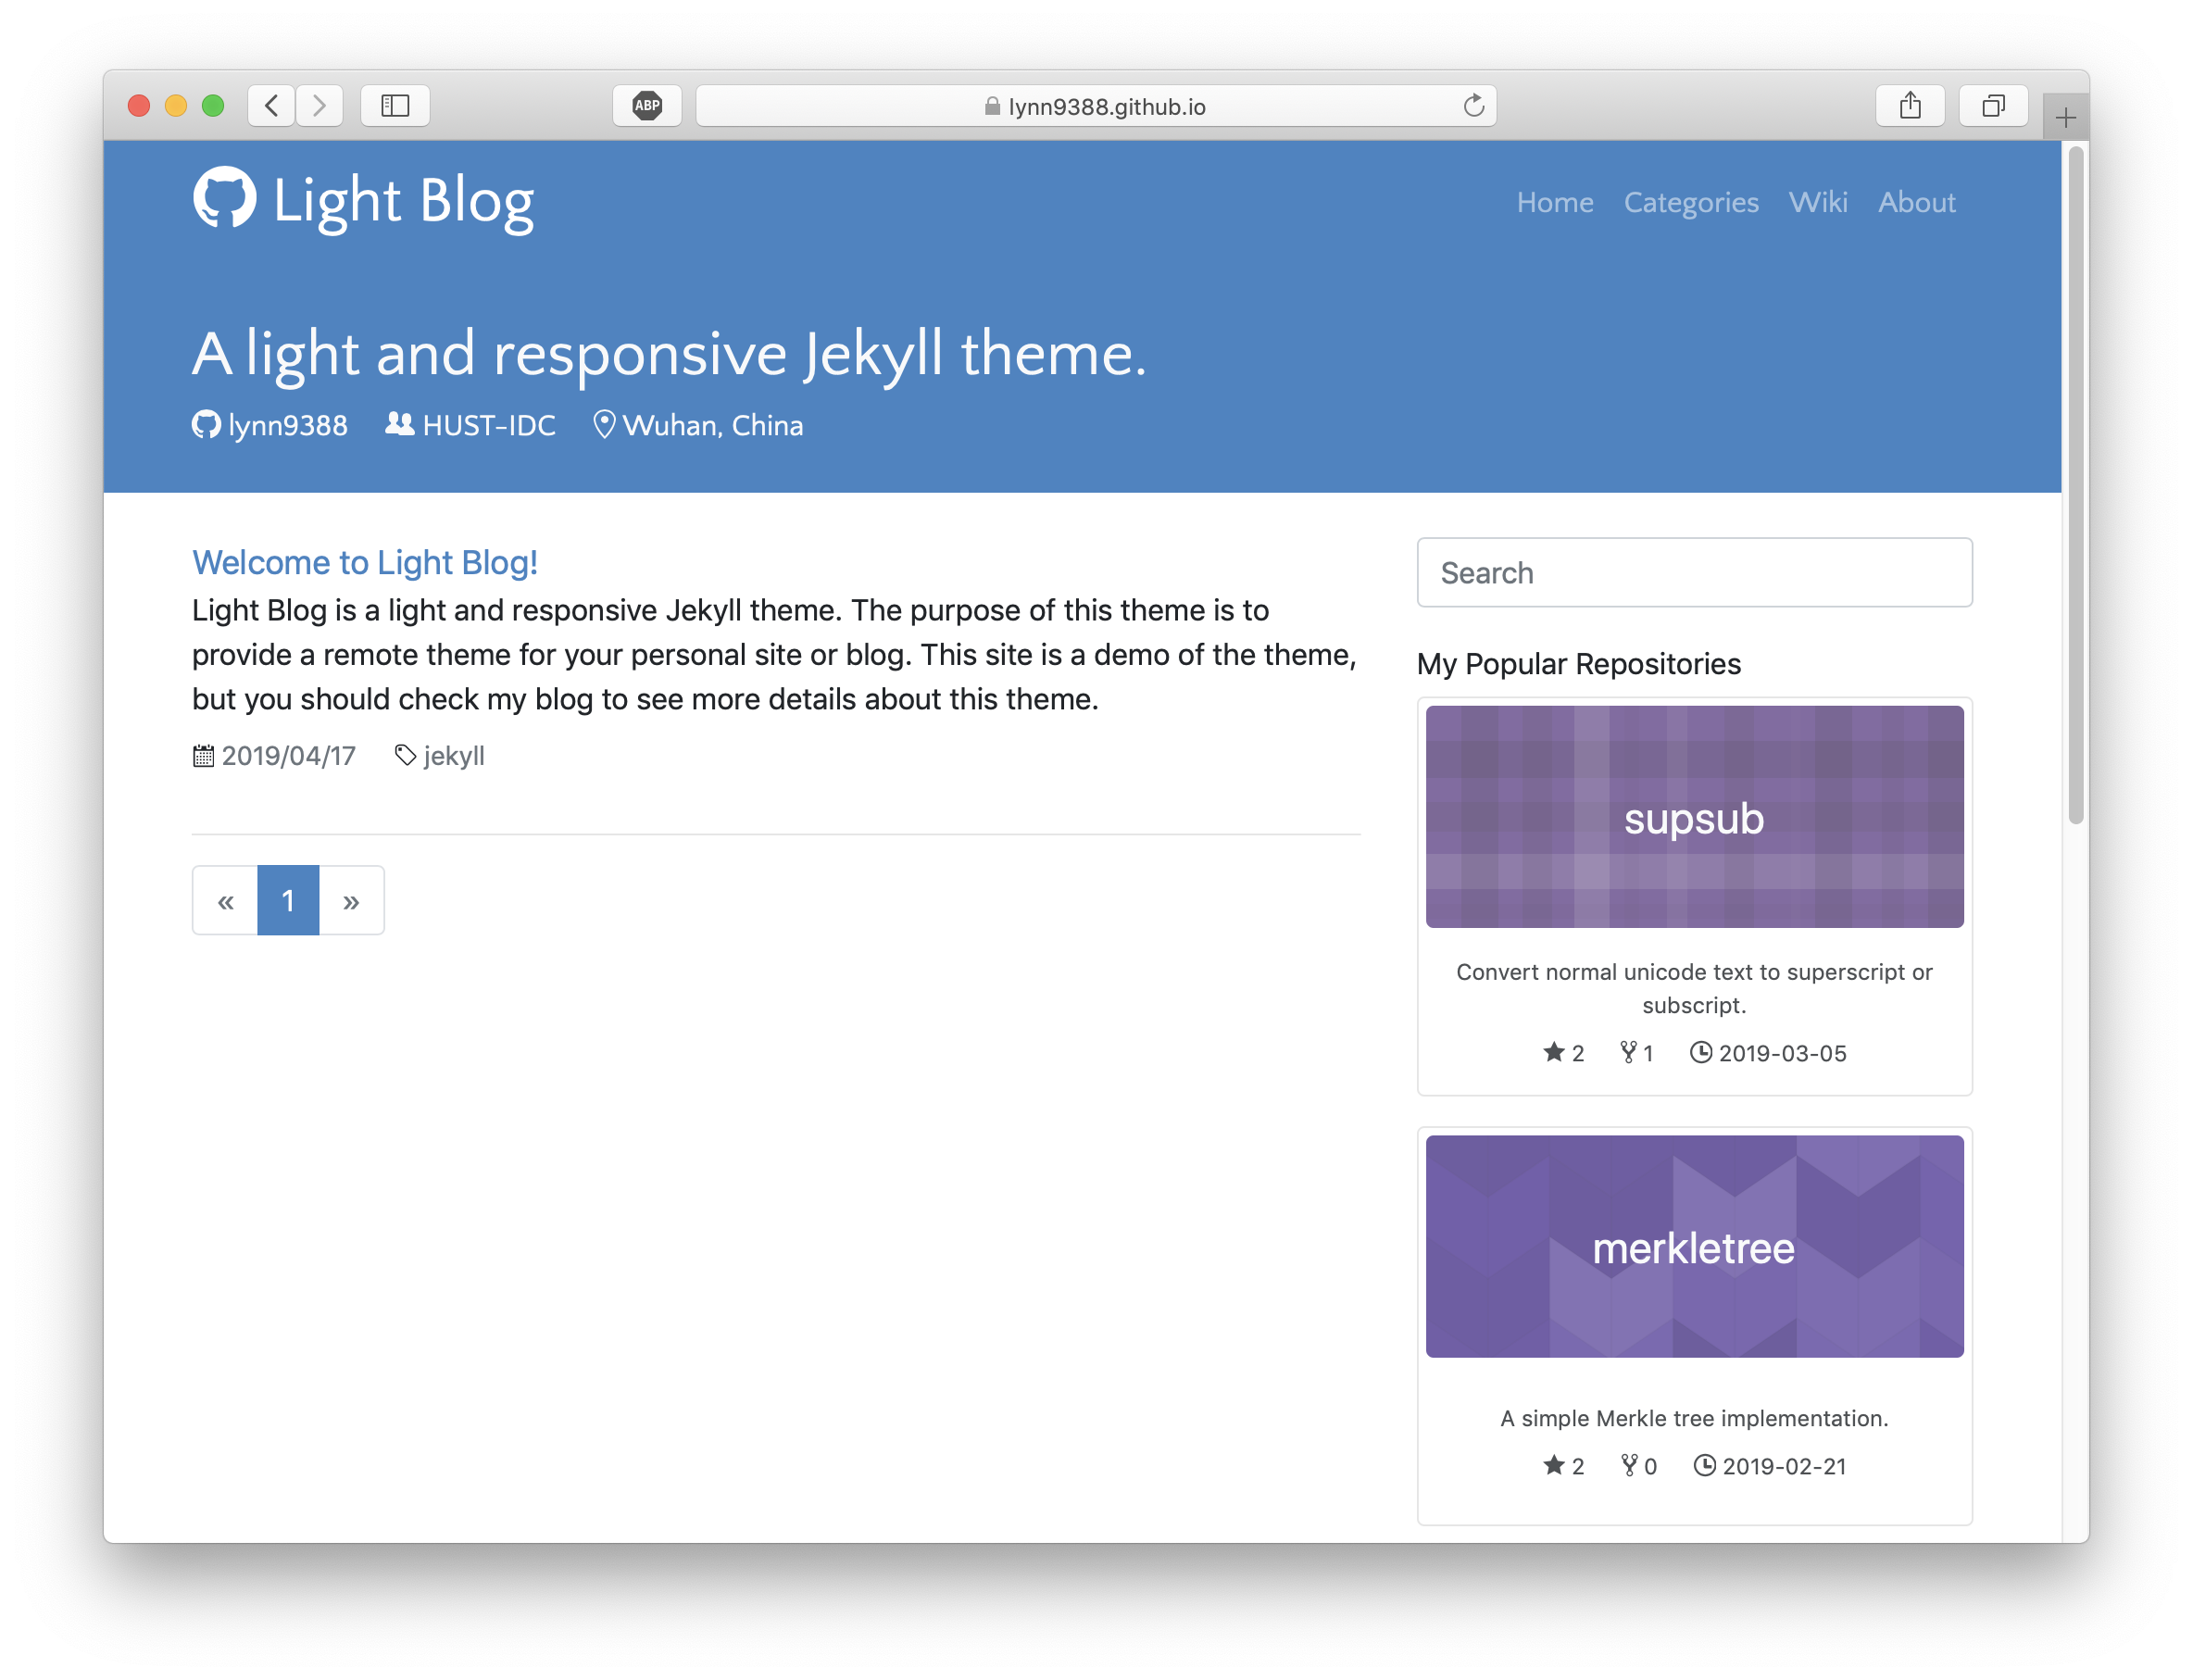 ABP
lynn9388.github.io
Light Blog
Home Categories Wiki About
A light and responsive Jekyll theme.
lynn9388 HUST-IDC Wuhan, China
Welcome to Light Blog!
Light Blog is a light and responsive Jekyll theme. The purpose of this theme is to
provide a remote theme for your personal site or blog. This site is a demo of the theme,
but you should check my blog to see more details about this theme.
2019/04/17 jekyll
« 1 »
Search
My Popular Repositories
supsub
Convert normal unicode text to superscript or
subscript.
2 1 2019-03-05
merkletree
A simple Merkle tree implementation.
2 0 2019-02-21